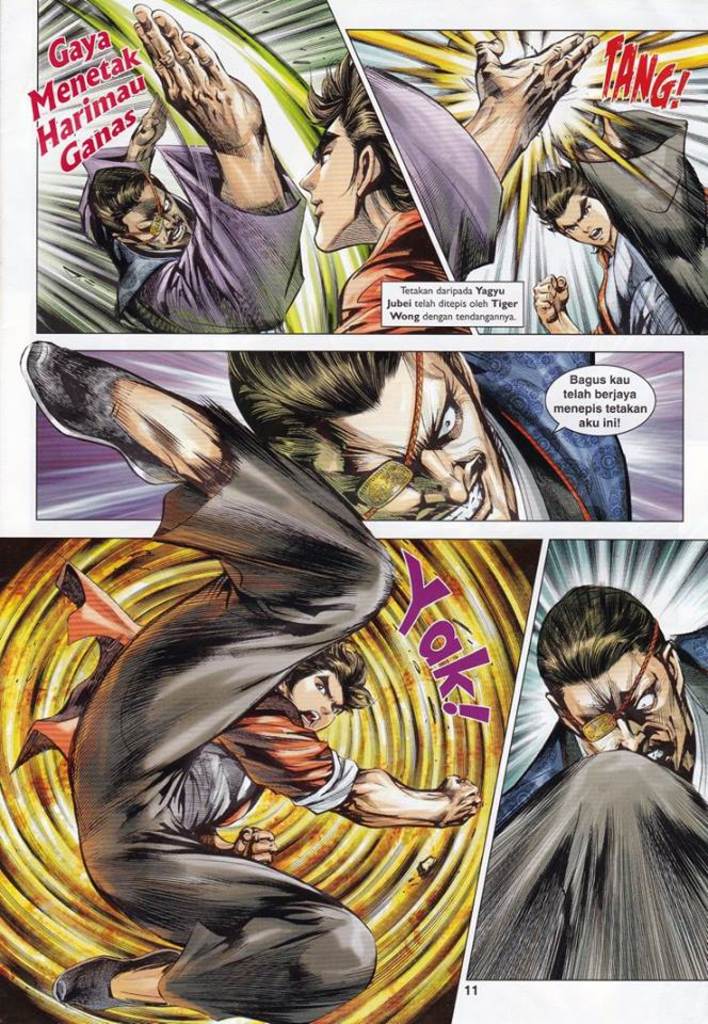 Gaya
Menetak
Harimau
Ganas
TANG!
Tetakan daripada Yagyu
Jubei telah ditepis oleh Tiger
Wong dengan tendangannya.
Bagus kau
telah berjaya
menepis tetakan
aku ini!
Yak!
11